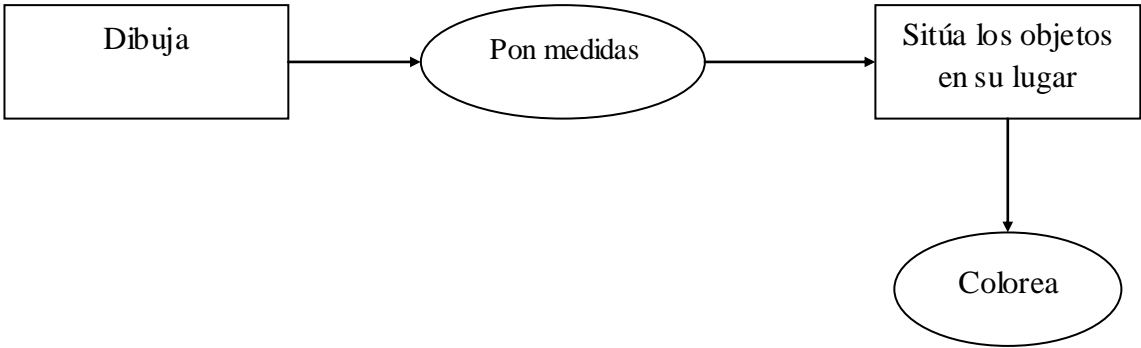 Dibuja
Pon medidas
Sitúa los objetos
en su lugar
Colorea